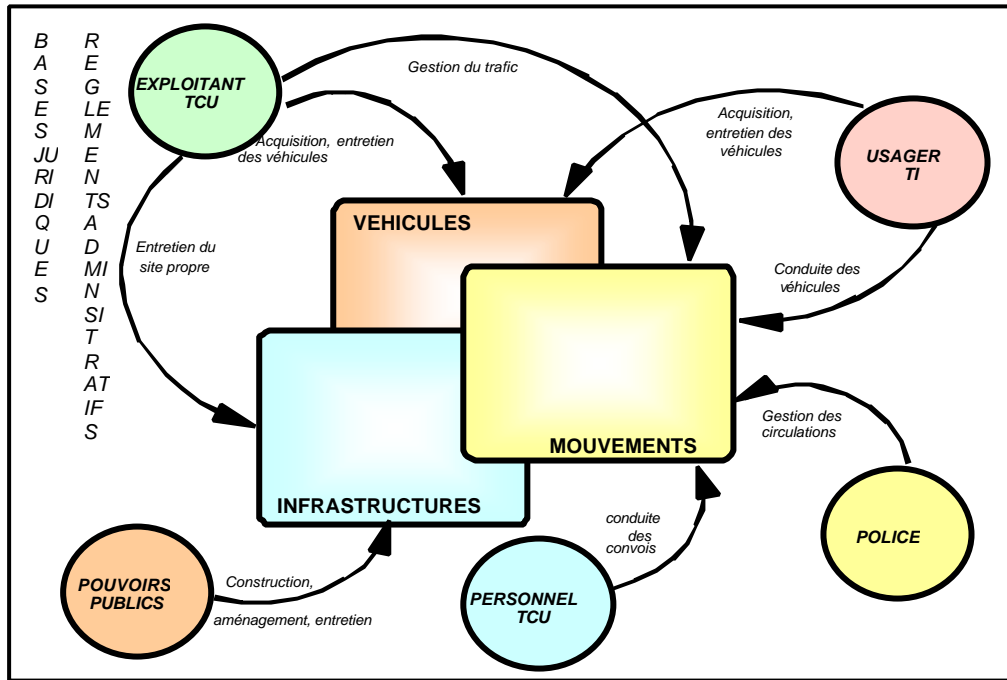 B
A
S
E
S
JU
RI
DI
Q
U
E
S
R
E
G
LE
M
E
N
TS
A
D
MI
N
SI
T
R
AT
IF
S
EXPLOITANT
TCU
Gestion du trafic
Acquisition, entretien
des véhicules
Acquisition,
entretien des
véhicules
USAGER
TI
Entretien du
site propre
VEHICULES
Conduite des
véhicules
MOUVEMENTS
Gestion des
circulations
INFRASTRUCTURES
POLICE
conduite
des
convois
POUVOIRS
PUBLICS
Construction,
aménagement, entretien
PERSONNEL
TCU